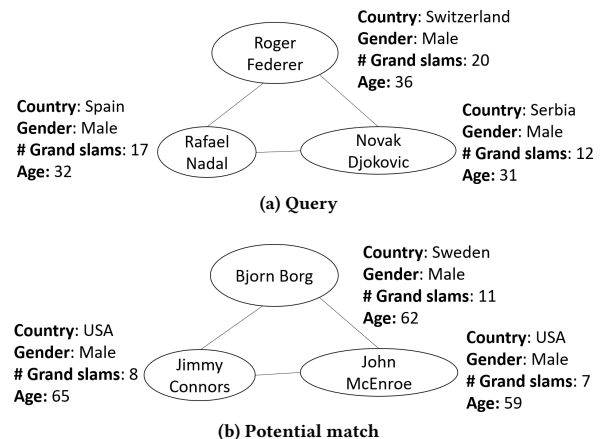 Roger
Federer
Country: Switzerland
Gender: Male
# Grand slams: 20
Age: 36
Country: Spain
Gender: Male
# Grand slams: 17
Age: 32
Rafael
Nadal
Novak
Djokovic
Country: Serbia
Gender: Male
# Grand slams: 12
Age: 31
(a) Query
Bjorn Borg
Country: Sweden
Gender: Male
# Grand slams: 11
Age: 62
Country: USA
Gender: Male
# Grand slams: 8
Age: 65
Jimmy
Connors
John
McEnroe
Country: USA
Gender: Male
# Grand slams: 7
Age: 59
(b) Potential match